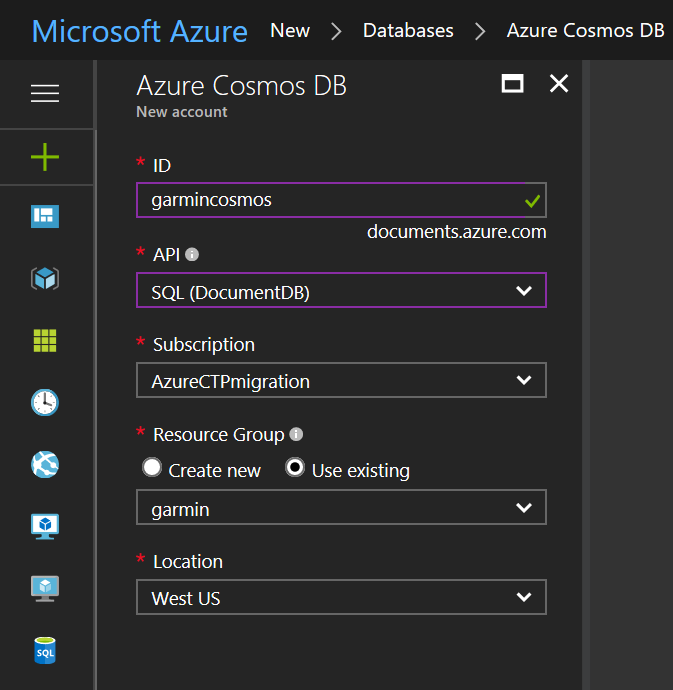 Microsoft Azure New > Databases > Azure Cosmos DB
Azure Cosmos DB
New account
* ID
garmincosmos
documents.azure.com
* API
SQL (DocumentDB)
* Subscription
AzureCTPmigration
* Resource Group
Create new Use existing
garmin
* Location
West US
SQL